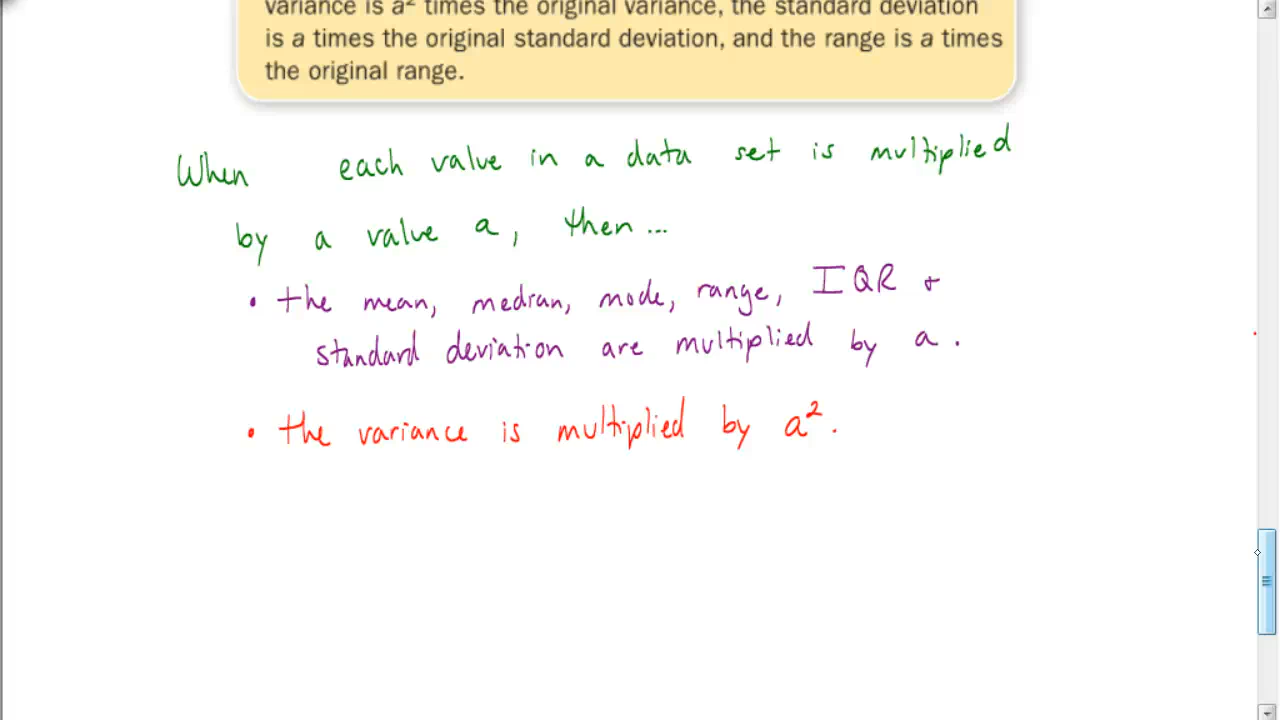 variance is a² times the original variance, the standard deviation
is a times the original standard deviation, and the range is a times
the original range.
When each value in a data set is multiplied
by a value a, then ...
• the mean, median, mode, range, IQR +
standard deviation are multiplied by a.
• the variance is multiplied by a².